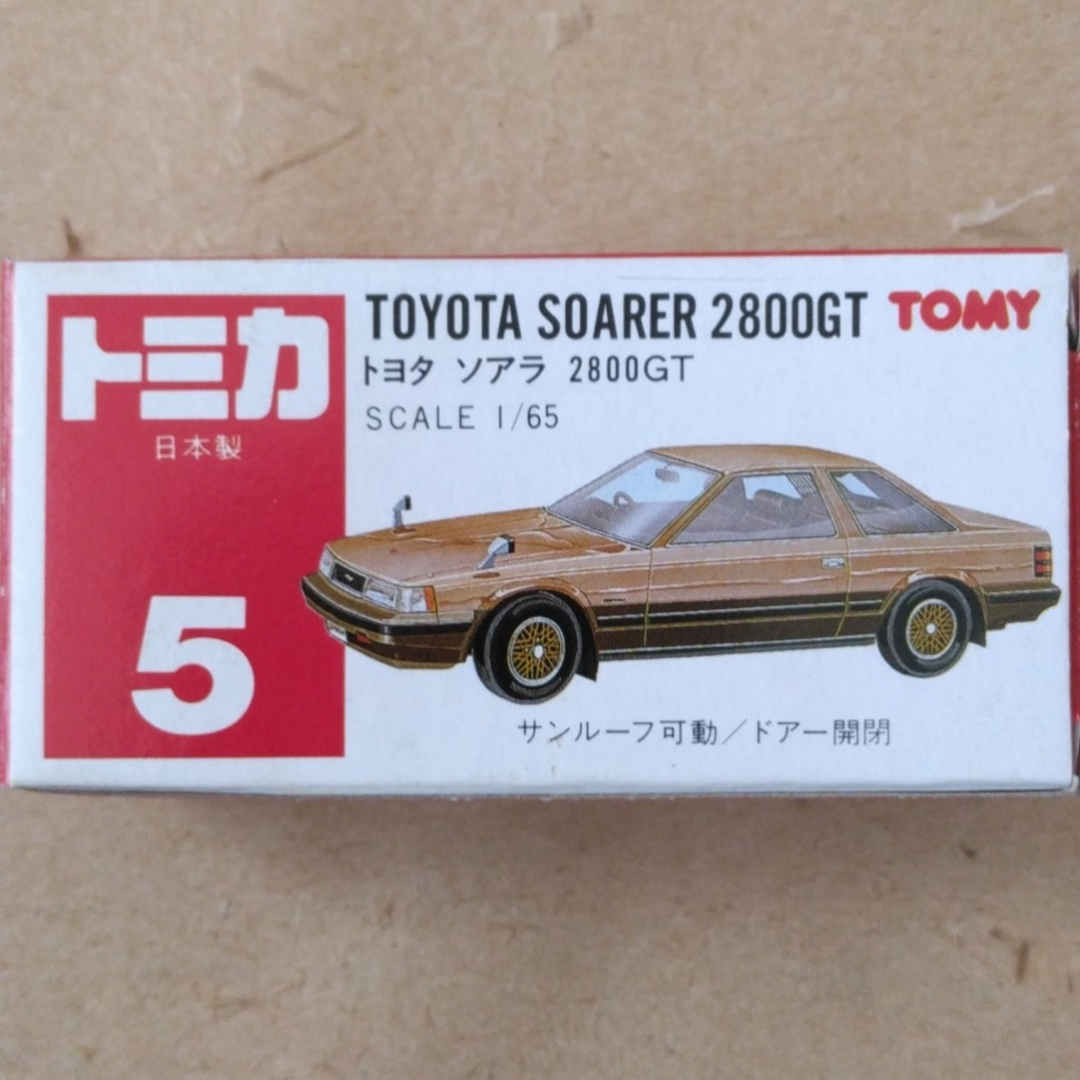 トミカ
日本製
5
TOYOTA SOARER 2800GT
TOMY
トヨタ ソアラ 2800GT
SCALE 1/65
サンルーフ可動/ドアー開閉